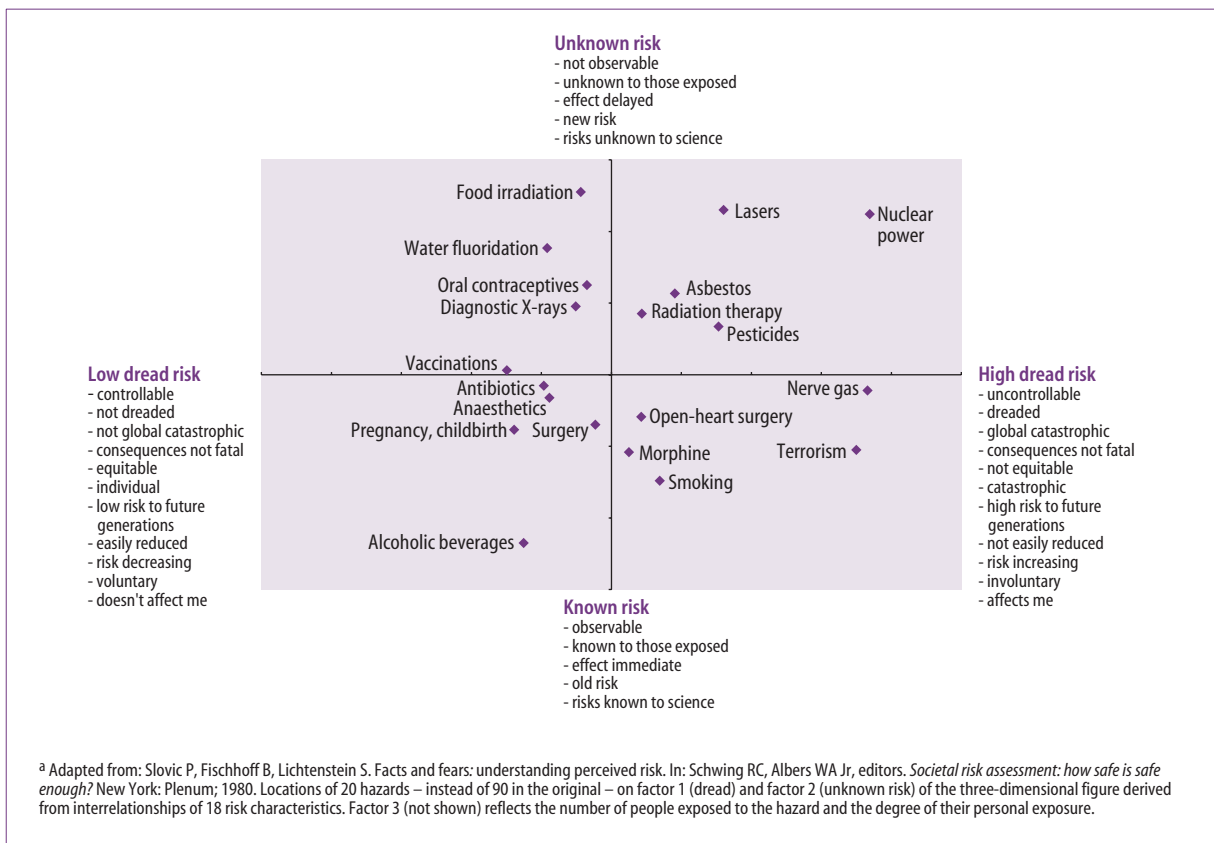 Unknown risk
- not observable
- unknown to those exposed
- effect delayed
- new risk
- risks unknown to science
Food irradiation
Lasers
Nuclear
power
Water fluoridation
Oral contraceptives
Asbestos
Diagnostic X-rays
Radiation therapy
Pesticides
Vaccinations
Low dread risk
- controllable
- not dreaded
- not global catastrophic
- consequences not fatal
- equitable
- individual
- low risk to future
generations
- easily reduced
- risk decreasing
- voluntary
- doesn't affect me
Antibiotics
Anaesthetics
Pregnancy, childbirth
Surgery
Nerve gas
Open-heart surgery
Morphine
Terrorism
Smoking
Alcoholic beverages
High dread risk
- uncontrollable
- dreaded
- global catastrophic
- consequences not fatal
- not equitable
- catastrophic
- high risk to future
generations
- not easily reduced
- risk increasing
- involuntary
- affects me
Known risk
- observable
- known to those exposed
- effect immediate
- old risk
- risks known to science
a Adapted from: Slovic P, Fischhoff B, Lichtenstein S. Facts and fears: understanding perceived risk. In: Schwing RC, Albers WA Jr, editors. Societal risk assessment: how safe is safe
enough? New York: Plenum; 1980. Locations of 20 hazards – instead of 90 in the original – on factor 1 (dread) and factor 2 (unknown risk) of the three-dimensional figure derived
from interrelationships of 18 risk characteristics. Factor 3 (not shown) reflects the number of people exposed to the hazard and the degree of their personal exposure.